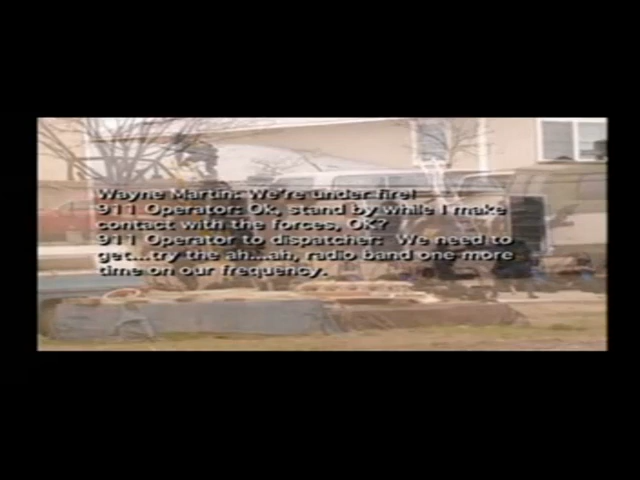 Wayne Martin: We're under fire!
911 Operator: Ok, stand by while I make
contact with the forces, OK?
911 Operator to dispatcher:  We need to
get...try the ah...ah, radio band one more
time on our frequency.